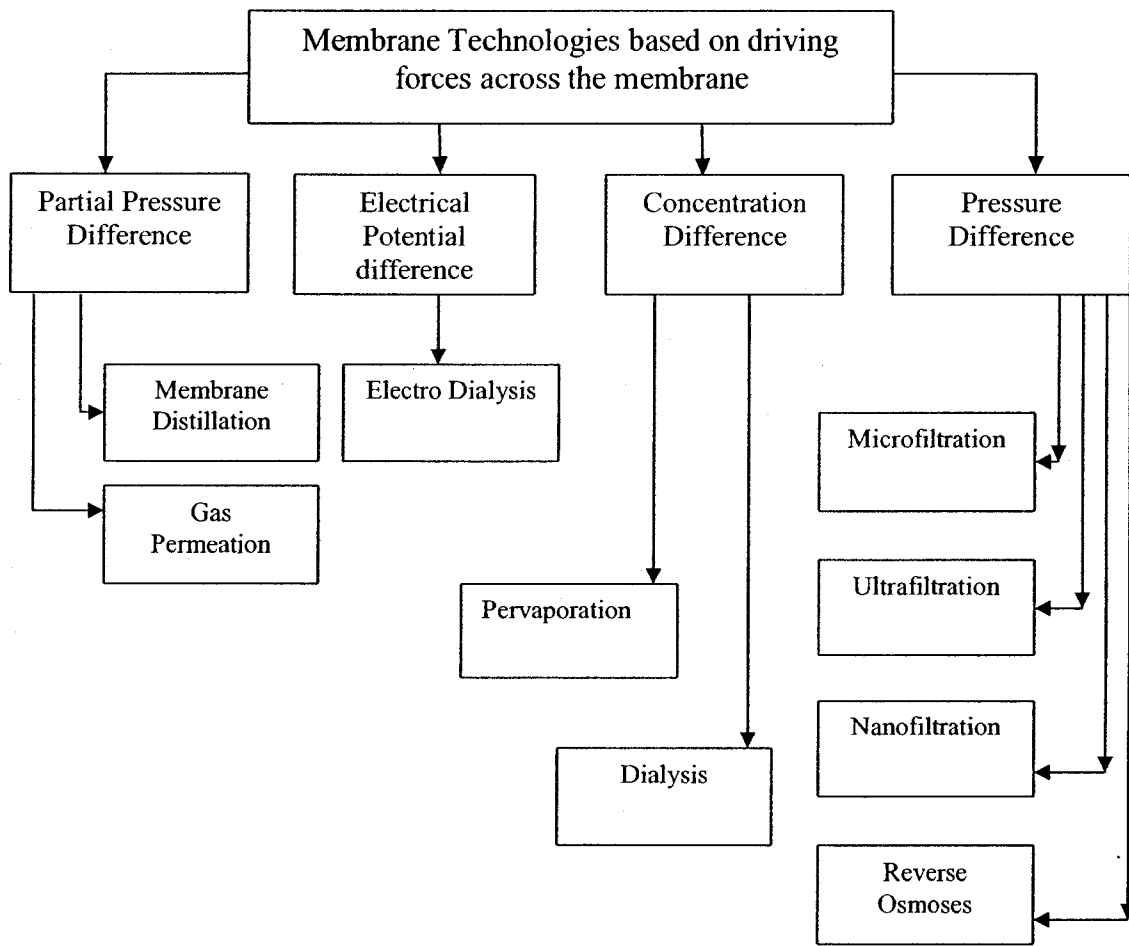 Membrane Technologies based on driving
forces across the membrane
Partial Pressure
Difference
Electrical
Potential
difference
Concentration
Difference
Pressure
Difference
Membrane
Distillation
Electro Dialysis
Microfiltration
Gas
Permeation
Ultrafiltration
Pervaporation
Nanofiltration
Dialysis
Reverse
Osmoses